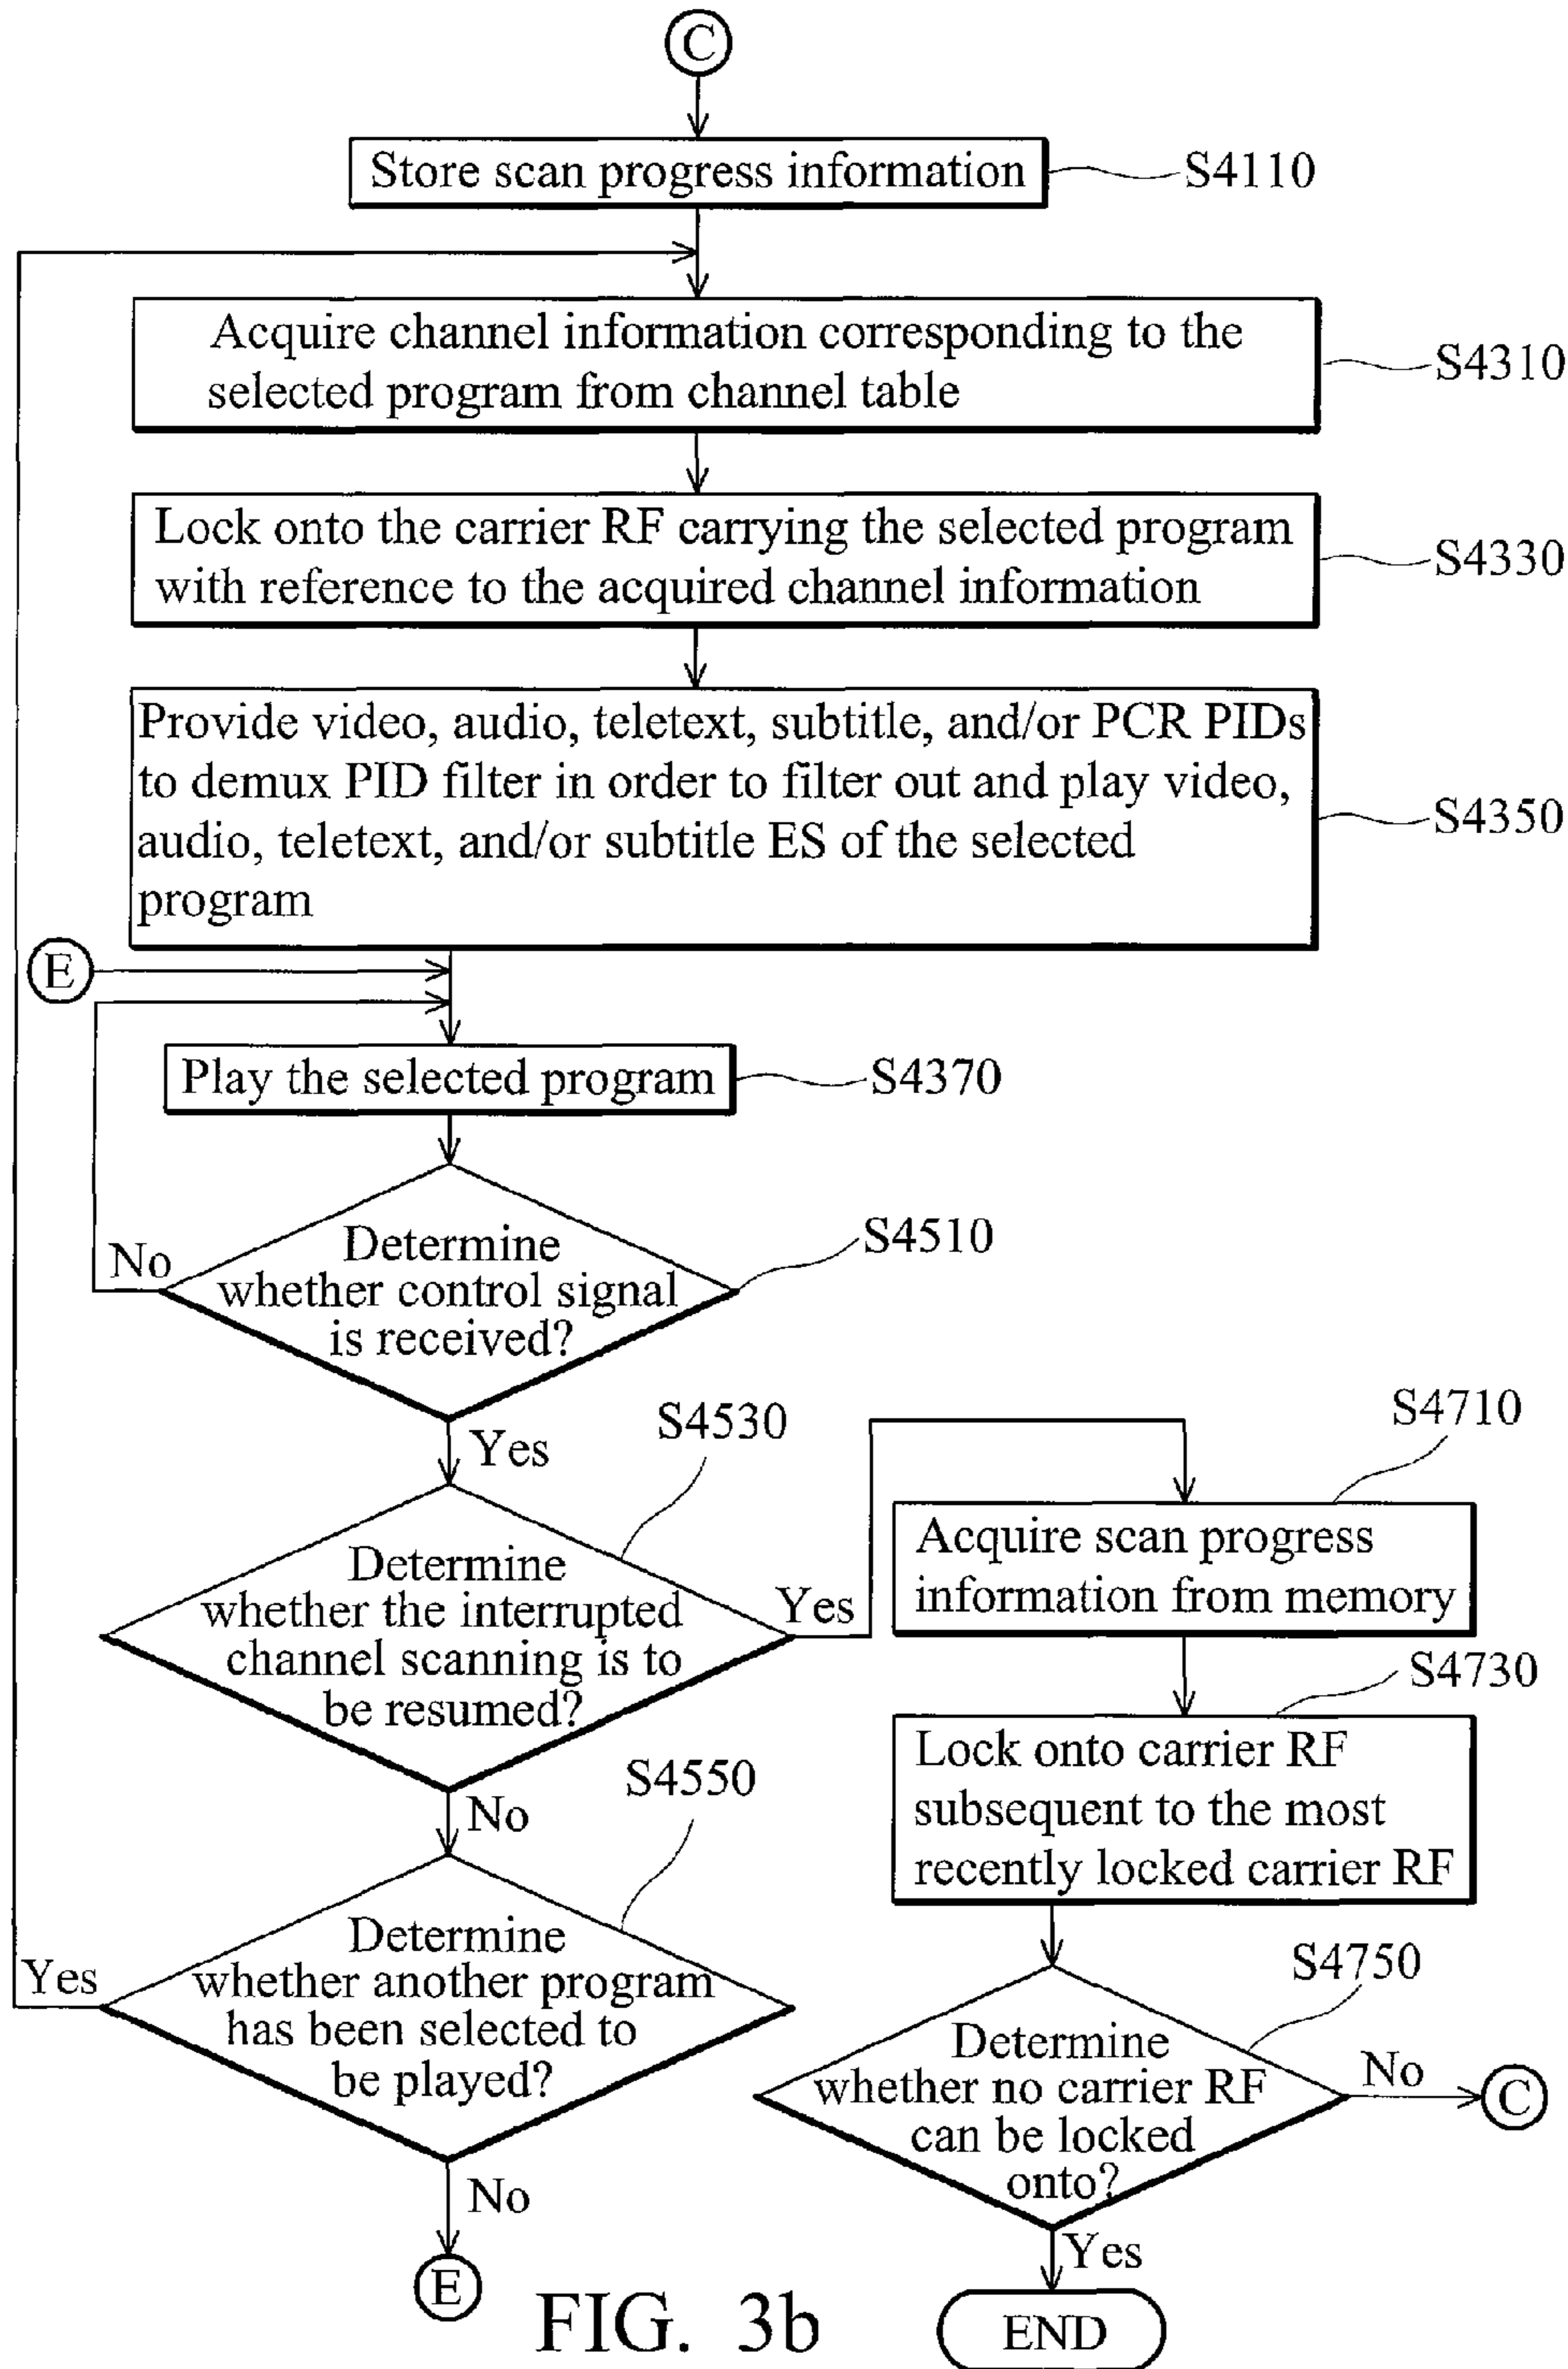 C
Store scan progress information
S4110
Acquire channel information corresponding to the
selected program from channel table
S4310
Lock onto the carrier RF carrying the selected program
with reference to the acquired channel information
S4330
Provide video, audio, teletext, subtitle, and/or PCR PIDs
to demux PID filter in order to filter out and play video,
audio, teletext, and/or subtitle ES of the selected
program
S4350
E
Play the selected program
S4370
Determine
whether control signal
is received?
S4510
No
Yes
Determine
whether the interrupted
channel scanning is to
be resumed?
S4530
Yes
No
Acquire scan progress
information from memory
S4710
Lock onto carrier RF
subsequent to the most
recently locked carrier RF
S4730
Determine
whether another program
has been selected to
be played?
S4550
Yes
No
E
Determine
whether no carrier RF
can be locked
onto?
S4750
No
C
Yes
END
FIG. 3b